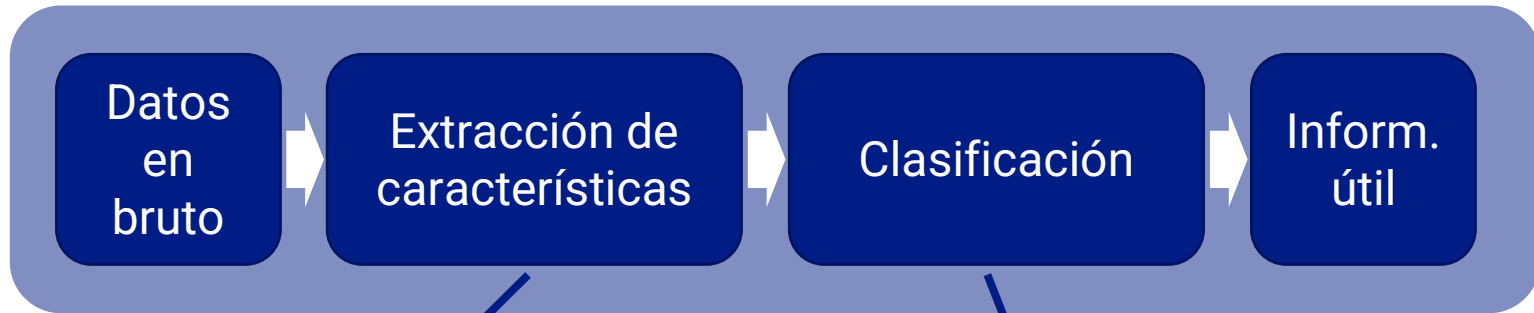 Datos
en
bruto
Extracción de
características
Clasificación
Inform.
útil